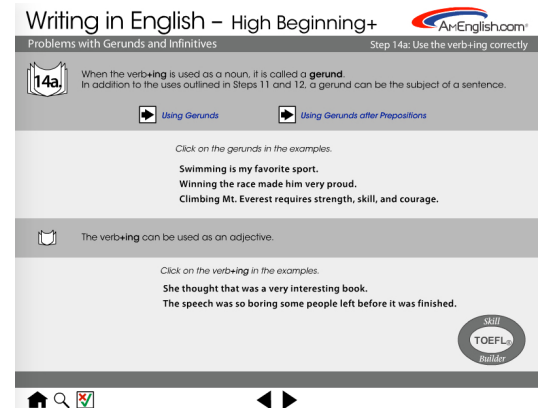 Writing in English – High Beginning+
AMEnglish.com®
Problems with Gerunds and Infinitives
Step 14a: Use the verb+ing correctly
14a.
When the verb+ing is used as a noun, it is called a gerund.
In addition to the uses outlined in Steps 11 and 12, a gerund can be the subject of a sentence.
Using Gerunds
Using Gerunds after Prepositions
Click on the gerunds in the examples.
Swimming is my favorite sport.
Winning the race made him very proud.
Climbing Mt. Everest requires strength, skill, and courage.
The verb+ing can be used as an adjective.
Click on the verb+ing in the examples.
She thought that was a very interesting book.
The speech was so boring some people left before it was finished.
Skill
TOEFL®
Builder